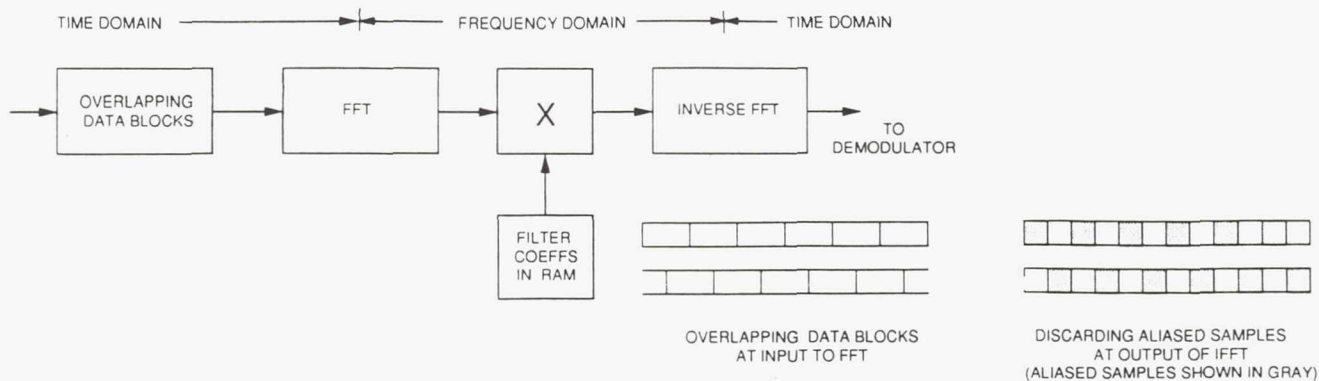 TIME DOMAIN
FREQUENCY DOMAIN
TIME DOMAIN
OVERLAPPING
DATA BLOCKS
FFT
X
INVERSE FFT
TO
DEMODULATOR
FILTER
COEFFS
IN RAM
OVERLAPPING DATA BLOCKS
AT INPUT TO FFT
DISCARDING ALIASED SAMPLES
AT OUTPUT OF IFFT
(ALIASED SAMPLES SHOWN IN GRAY)